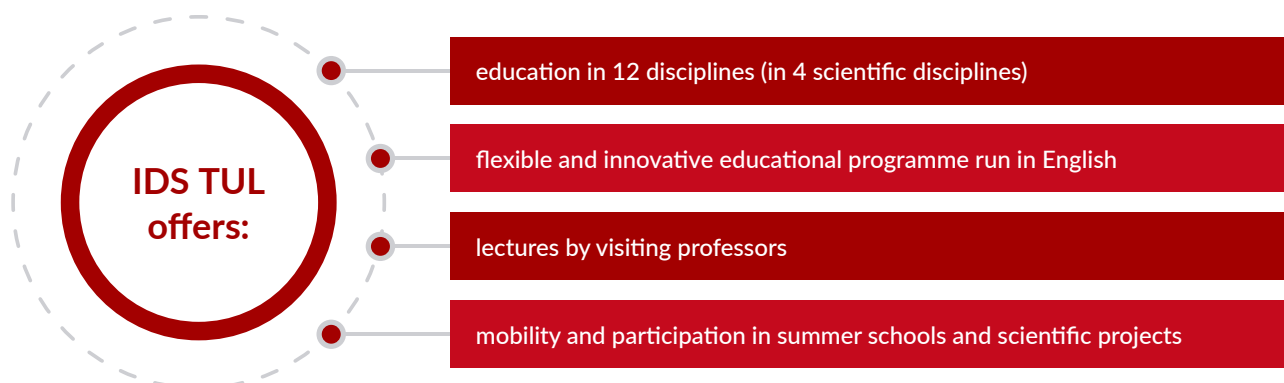 IDS TUL
offers:
education in 12 disciplines (in 4 scientific disciplines)
flexible and innovative educational programme run in English
lectures by visiting professors
mobility and participation in summer schools and scientific projects